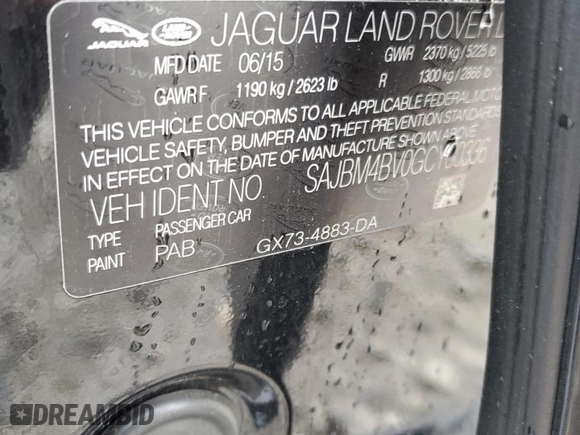 JAGUAR
LAND ROVER
JAGUAR LAND ROVER L
MFD DATE 06/15 GVWR 2370 kg / 5225 lb
GAWR F 1190 kg / 2623 lb R 1300 kg / 2866 lb
THIS VEHICLE CONFORMS TO ALL APPLICABLE FEDERAL MOTO
VEHICLE SAFETY, BUMPER AND THEFT PREVENTION STANDARDS
IN EFFECT ON THE DATE OF MANUFACTURE SHOWN ABOVE.
VEH IDENT NO.
TYPE PASSENGER CAR
PAINT PAB GX73-4883-DA
DREAMBID